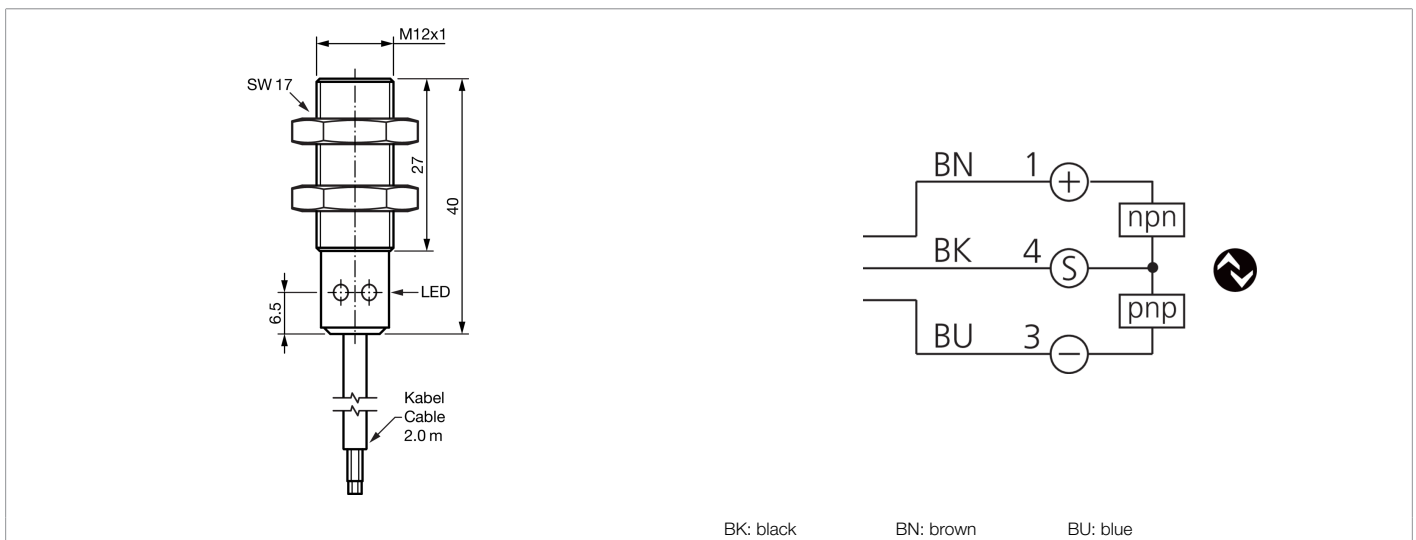 M12x1
SW 17
27
40
LED
6.5
Kabel
Cable
2.0 m
BN 1 +
npn
BK 4 S
pnp
BU 3 −
BK: black BN: brown BU: blue